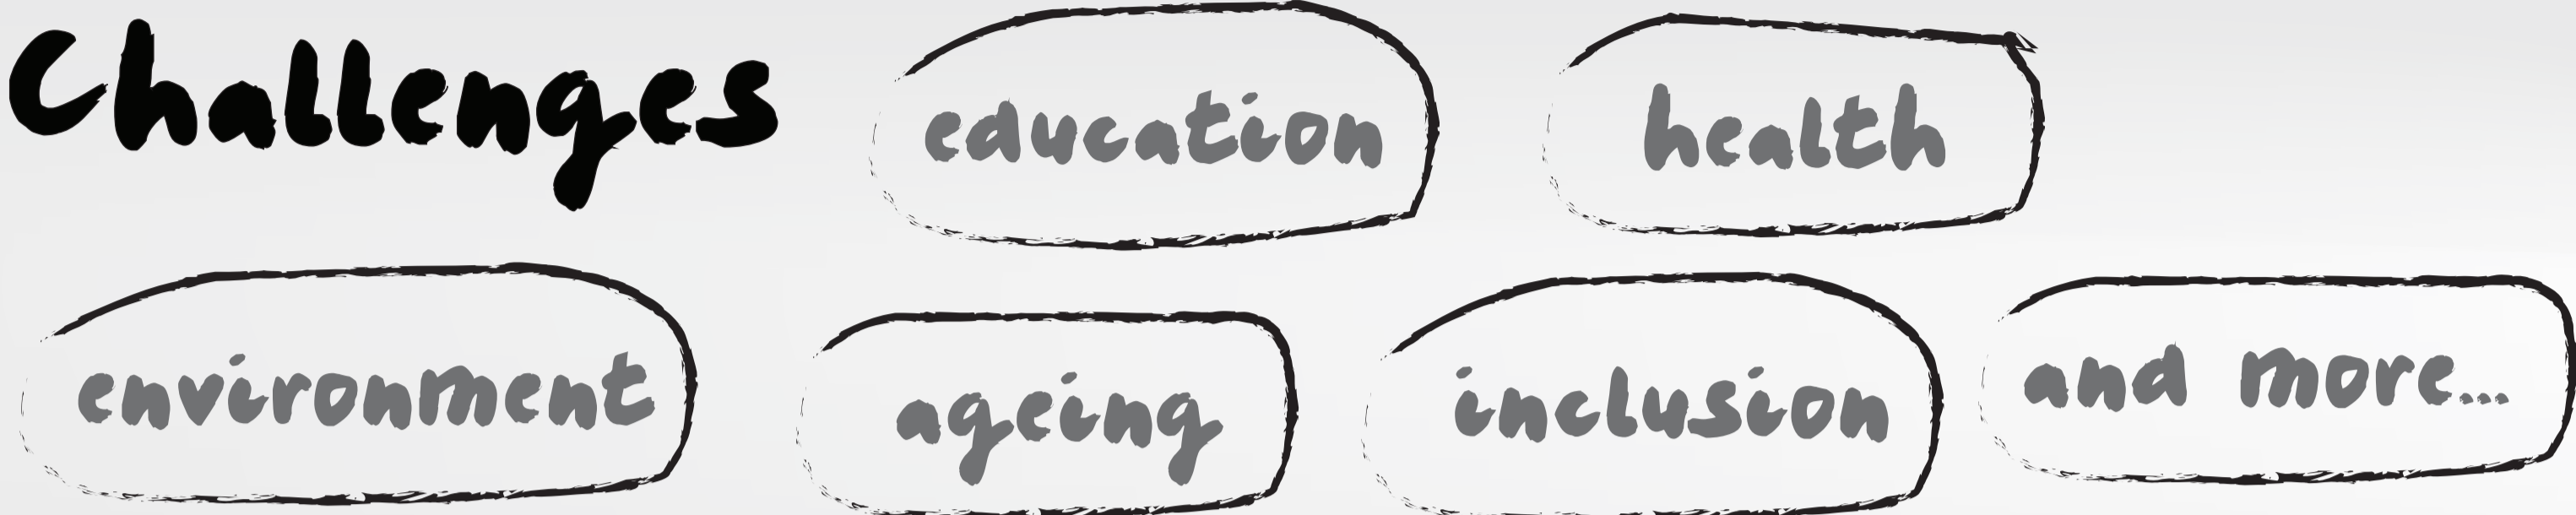 Challenges
education
health
environment
ageing
inclusion
and more...